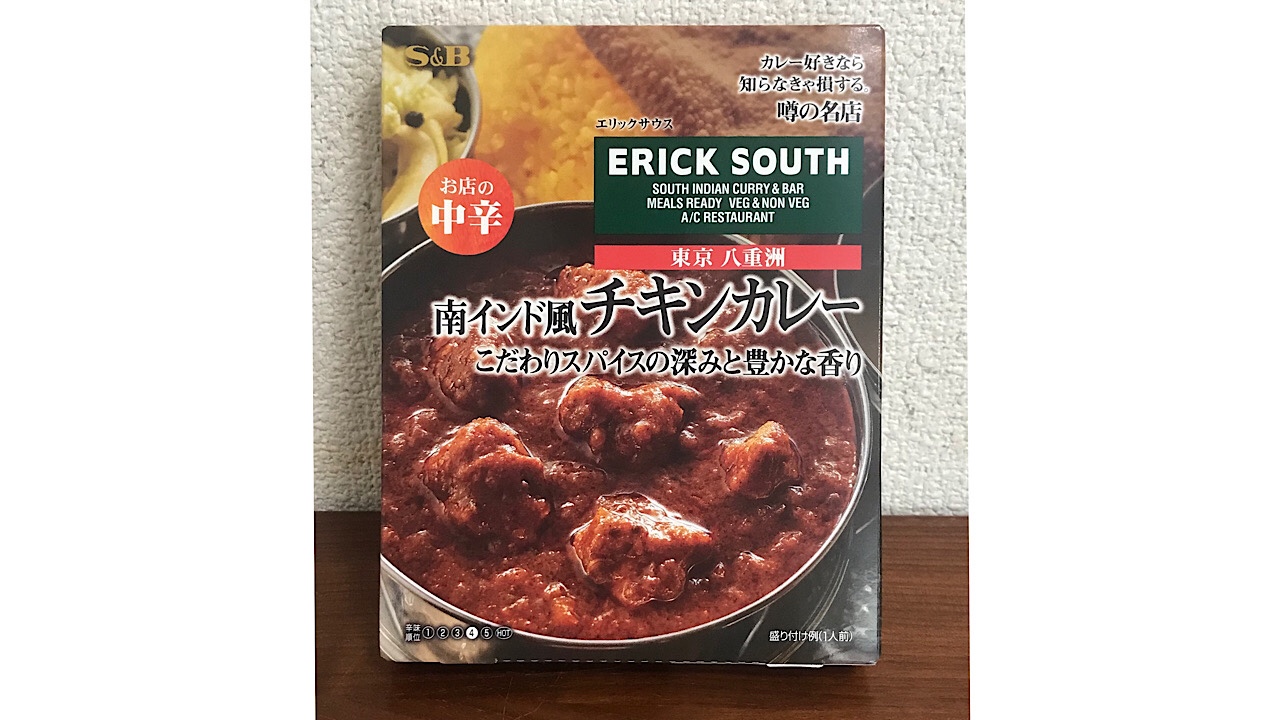 S&B
カレー好きなら
知らなきゃ損する。
噂の名店
エリックサウス
ERICK SOUTH
SOUTH INDIAN CURRY & BAR
MEALS READY VEG & NON VEG
A/C RESTAURANT
お店の
中辛
東京 八重洲
南インド風チキンカレー
こだわりスパイスの深みと豊かな香り
辛味
順位 1 2 3 4 5 HOT
盛り付け例(1人前)